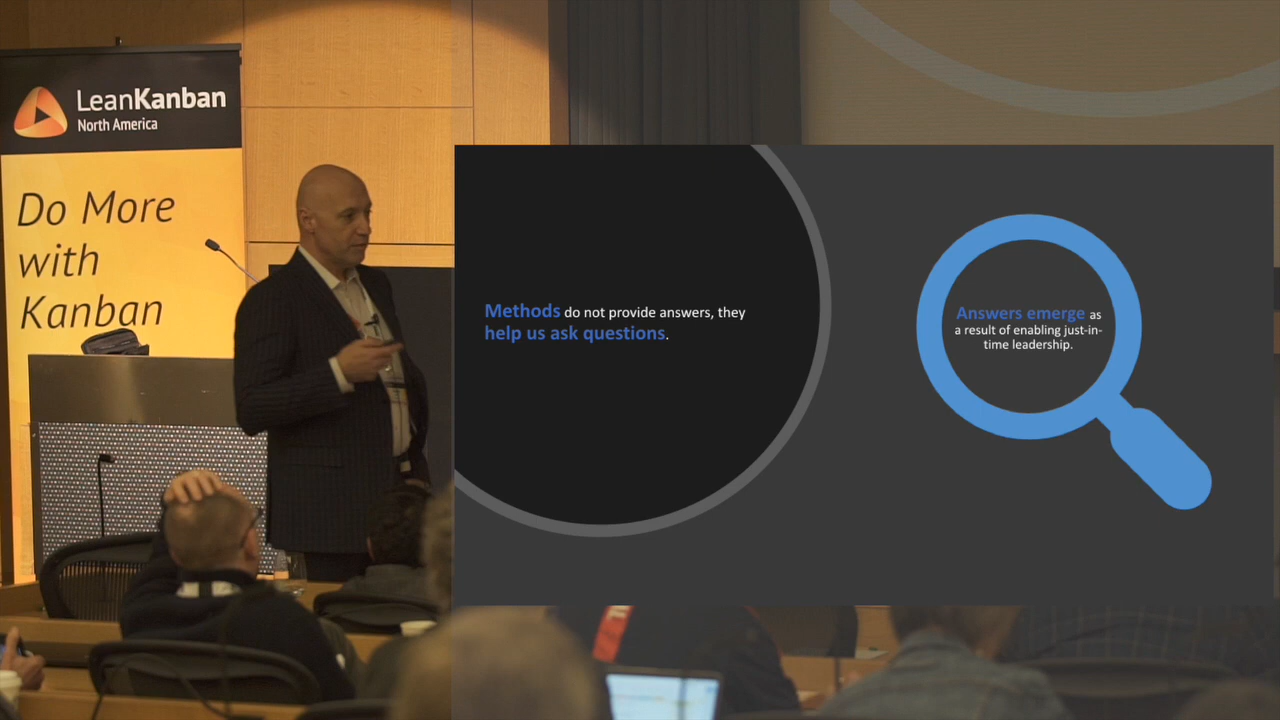 LeanKanban
North America
Do More
with
Kanban
Methods do not provide answers, they
help us ask questions.
Answers emerge as
a result of enabling just-in-
time leadership.